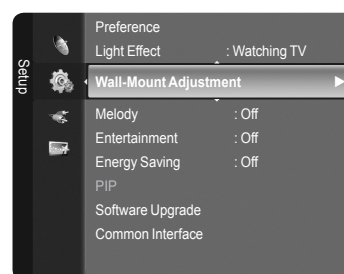 Setup
Preference
Light Effect : Watching TV
Wall-Mount Adjustment
Melody : Off
Entertainment : Off
Energy Saving : Off
PIP
Software Upgrade
Common Interface